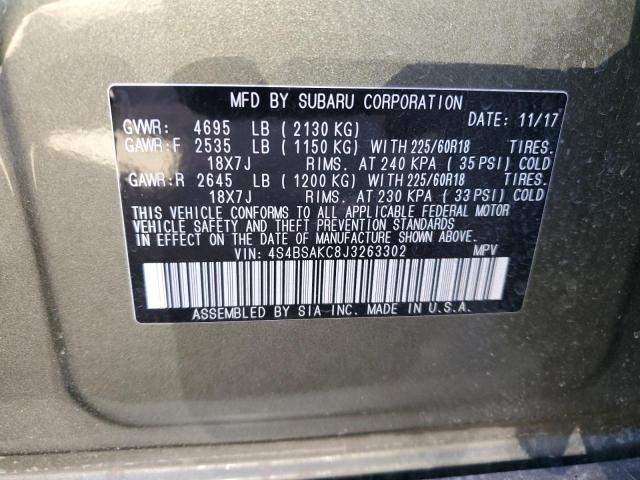 MFD BY SUBARU CORPORATION
GVWR: 4695 LB (2130 KG) DATE: 11/17
GAWR:F 2535 LB (1150 KG) WITH 225/60R18 TIRES.
18X7J RIMS. AT 240 KPA (35 PSI) COLD
GAWR:R 2645 LB (1200 KG) WITH 225/60R18 TIRES.
18X7J RIMS. AT 230 KPA (33 PSI) COLD
THIS VEHICLE CONFORMS TO ALL APPLICABLE FEDERAL MOTOR
VEHICLE SAFETY AND THEFT PREVENTION STANDARDS
IN EFFECT ON THE DATE OF MANUFACTURE SHOWN ABOVE.
VIN: 4S4BSAKC8J3263302 MPV
ASSEMBLED BY SIA INC. MADE IN U.S.A.